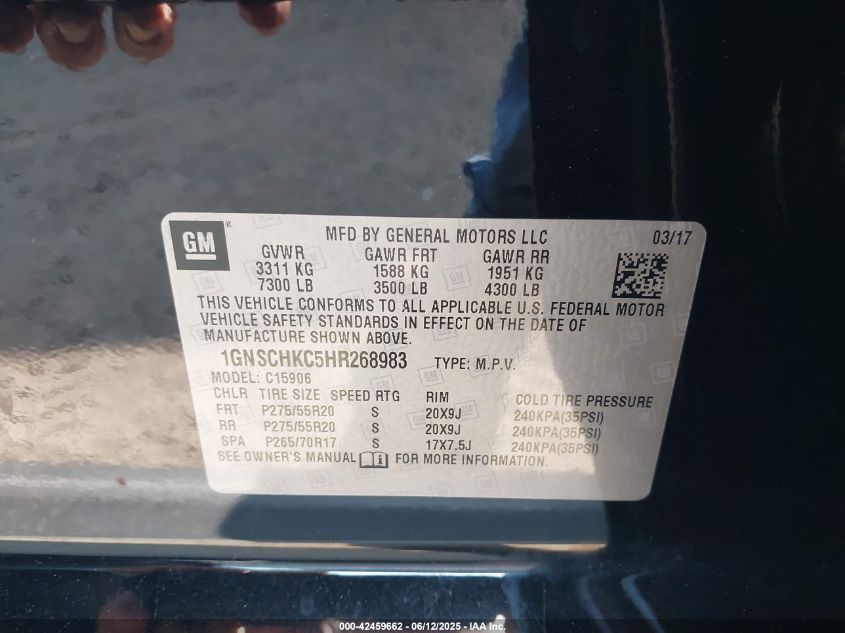 GM®
MFD BY GENERAL MOTORS LLC 03/17
GVWR GAWR FRT GAWR RR
3311 KG 1588 KG 1951 KG
7300 LB 3500 LB 4300 LB
THIS VEHICLE CONFORMS TO ALL APPLICABLE U.S. FEDERAL MOTOR
VEHICLE SAFETY STANDARDS IN EFFECT ON THE DATE OF
MANUFACTURE SHOWN ABOVE.
1GNSCHKC5HR268983 TYPE: M.P.V.
MODEL: C15906
CHLR TIRE SIZE SPEED RTG RIM COLD TIRE PRESSURE
FRT P275/55R20 S 20X9J 240KPA(35PSI)
RR P275/55R20 S 20X9J 240KPA(35PSI)
SPA P265/70R17 S 17X7.5J 240KPA(35PSI)
SEE OWNER'S MANUAL i FOR MORE INFORMATION.
000-42459662 - 06/12/2025 - IAA Inc.